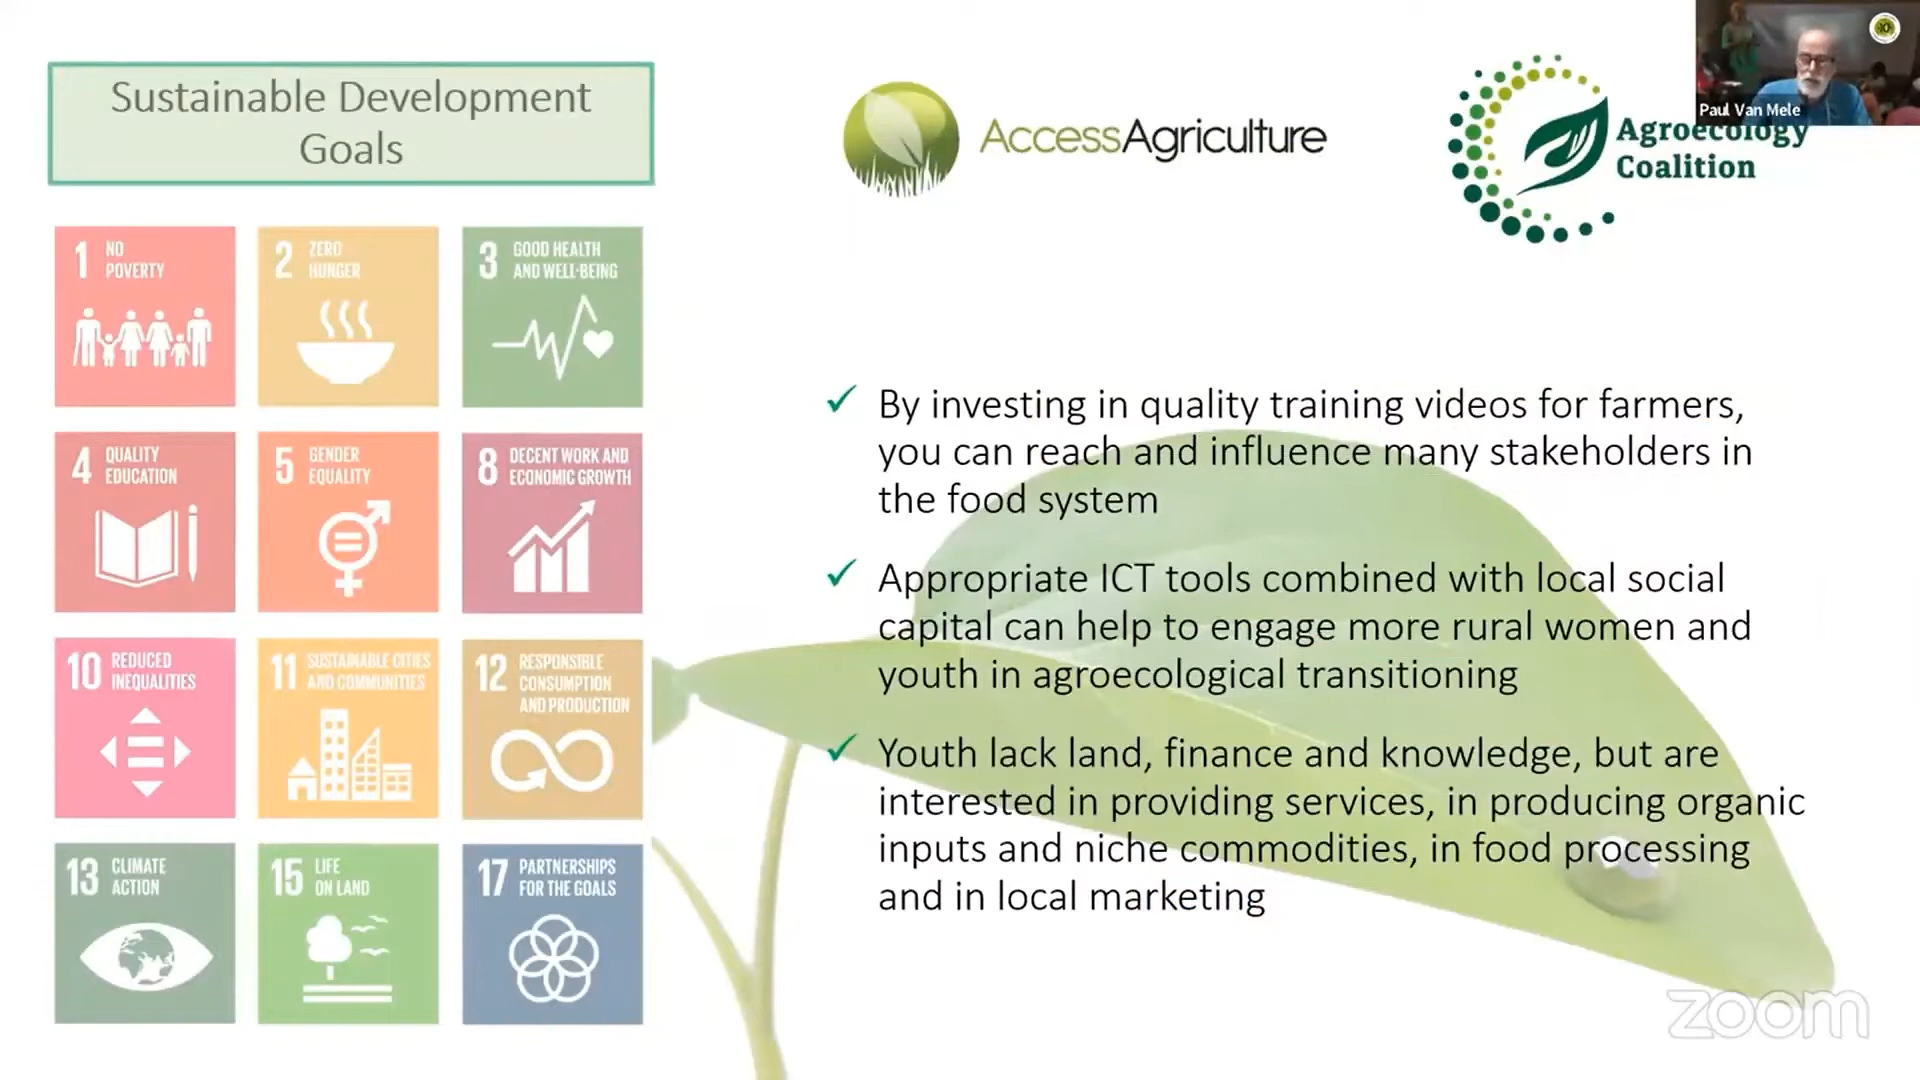 Sustainable Development
Goals
AccessAgriculture
Agroecology
Coalition
Paul Van Mele
1 NO
POVERTY
2 ZERO
HUNGER
3 GOOD HEALTH
AND WELL-BEING
4 QUALITY
EDUCATION
5 GENDER
EQUALITY
8 DECENT WORK AND
ECONOMIC GROWTH
10 REDUCED
INEQUALITIES
11 SUSTAINABLE CITIES
AND COMMUNITIES
12 RESPONSIBLE
CONSUMPTION
AND PRODUCTION
13 CLIMATE
ACTION
15 LIFE
ON LAND
17 PARTNERSHIPS
FOR THE GOALS
By investing in quality training videos for farmers,
you can reach and influence many stakeholders in
the food system
Appropriate ICT tools combined with local social
capital can help to engage more rural women and
youth in agroecological transitioning
Youth lack land, finance and knowledge, but are
interested in providing services, in producing organic
inputs and niche commodities, in food processing
and in local marketing
zoom